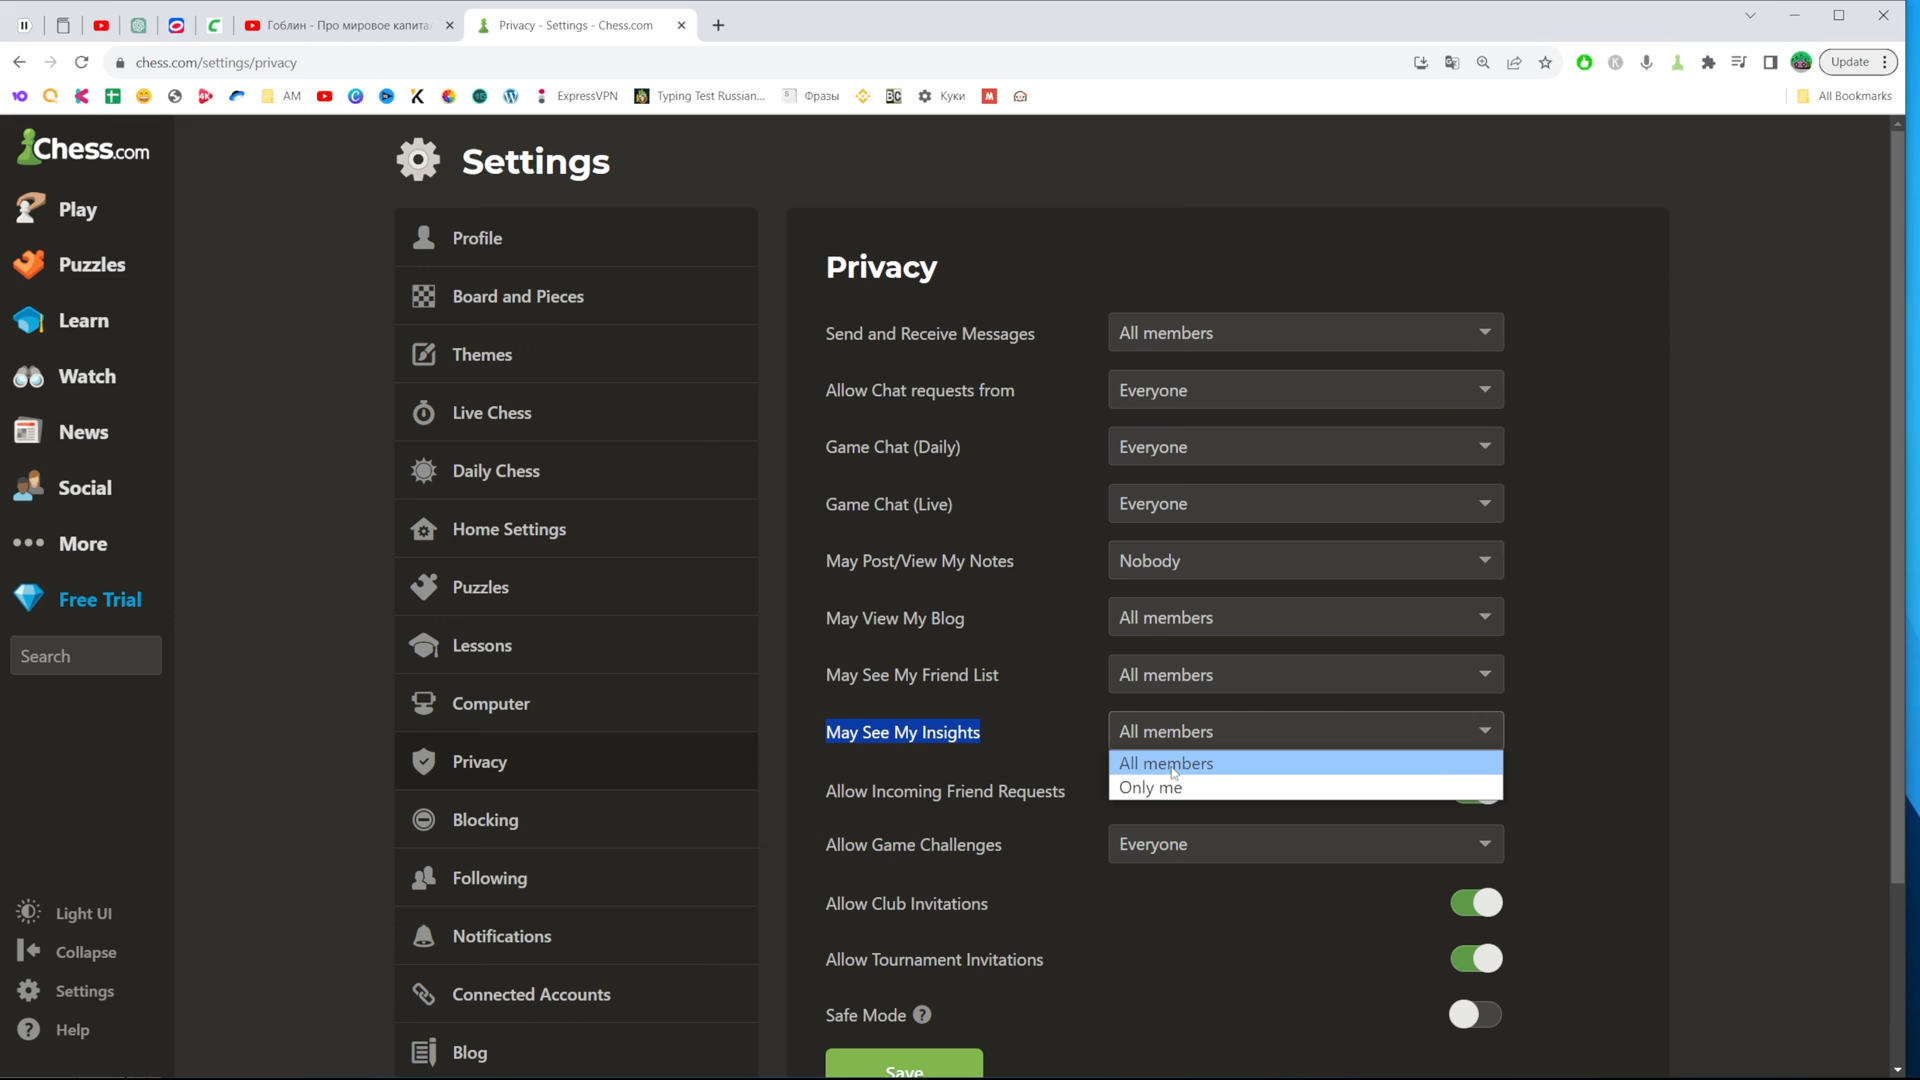 Гоблин - Про мировое капита
Privacy - Settings - Chess.com
chess.com/settings/privacy
Update
AM
ExpressVPN
Typing Test Russian...
Фразы
Куки
All Bookmarks
Chess.com
Play
Puzzles
Learn
Watch
News
Social
More
Free Trial
Search
Light UI
Collapse
Settings
Help
Settings
Profile
Board and Pieces
Themes
Live Chess
Daily Chess
Home Settings
Puzzles
Lessons
Computer
Privacy
Blocking
Following
Notifications
Connected Accounts
Blog
Privacy
Send and Receive Messages All members
Allow Chat requests from Everyone
Game Chat (Daily) Everyone
Game Chat (Live) Everyone
May Post/View My Notes Nobody
May View My Blog All members
May See My Friend List All members
May See My Insights All members
All members
Only me
Allow Incoming Friend Requests
Allow Game Challenges Everyone
Allow Club Invitations
Allow Tournament Invitations
Safe Mode ?
Save